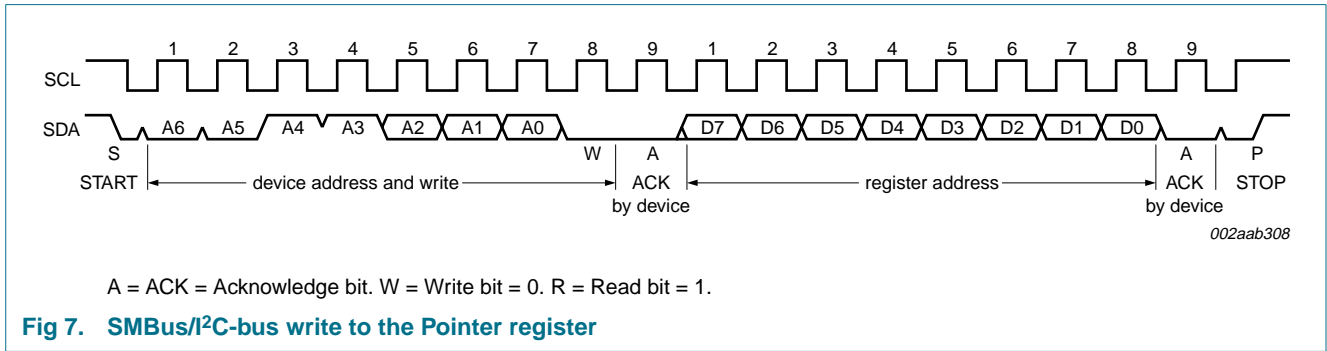 1 2 3 4 5 6 7 8 9 1 2 3 4 5 6 7 8 9
SCL
SDA A6 A5 A4 A3 A2 A1 A0 D7 D6 D5 D4 D3 D2 D1 D0
S W A A P
START device address and write ACK register address ACK STOP
by device by device
002aab308
A = ACK = Acknowledge bit. W = Write bit = 0. R = Read bit = 1.
Fig 7. SMBus/I²C-bus write to the Pointer register